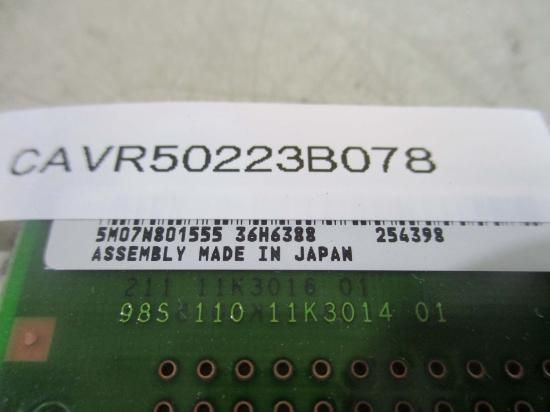 CAVR50223B078
5M07N801555 36H6388 254398
ASSEMBLY MADE IN JAPAN
211 11K3016 01
98S 110 11K3014 01